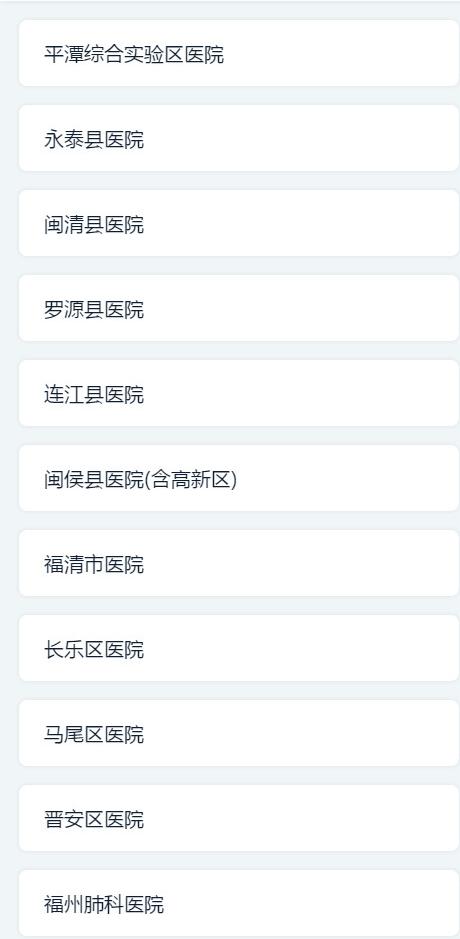 平潭综合实验区医院
永泰县医院
闽清县医院
罗源县医院
连江县医院
闽侯县医院(含高新区)
福清市医院
长乐区医院
马尾区医院
晋安区医院
福州肺科医院